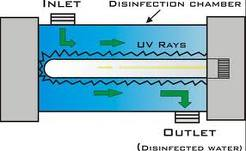 INLET
DISINFECTION CHAMBER
UV RAYS
OUTLET
(DISINFECTED WATER)